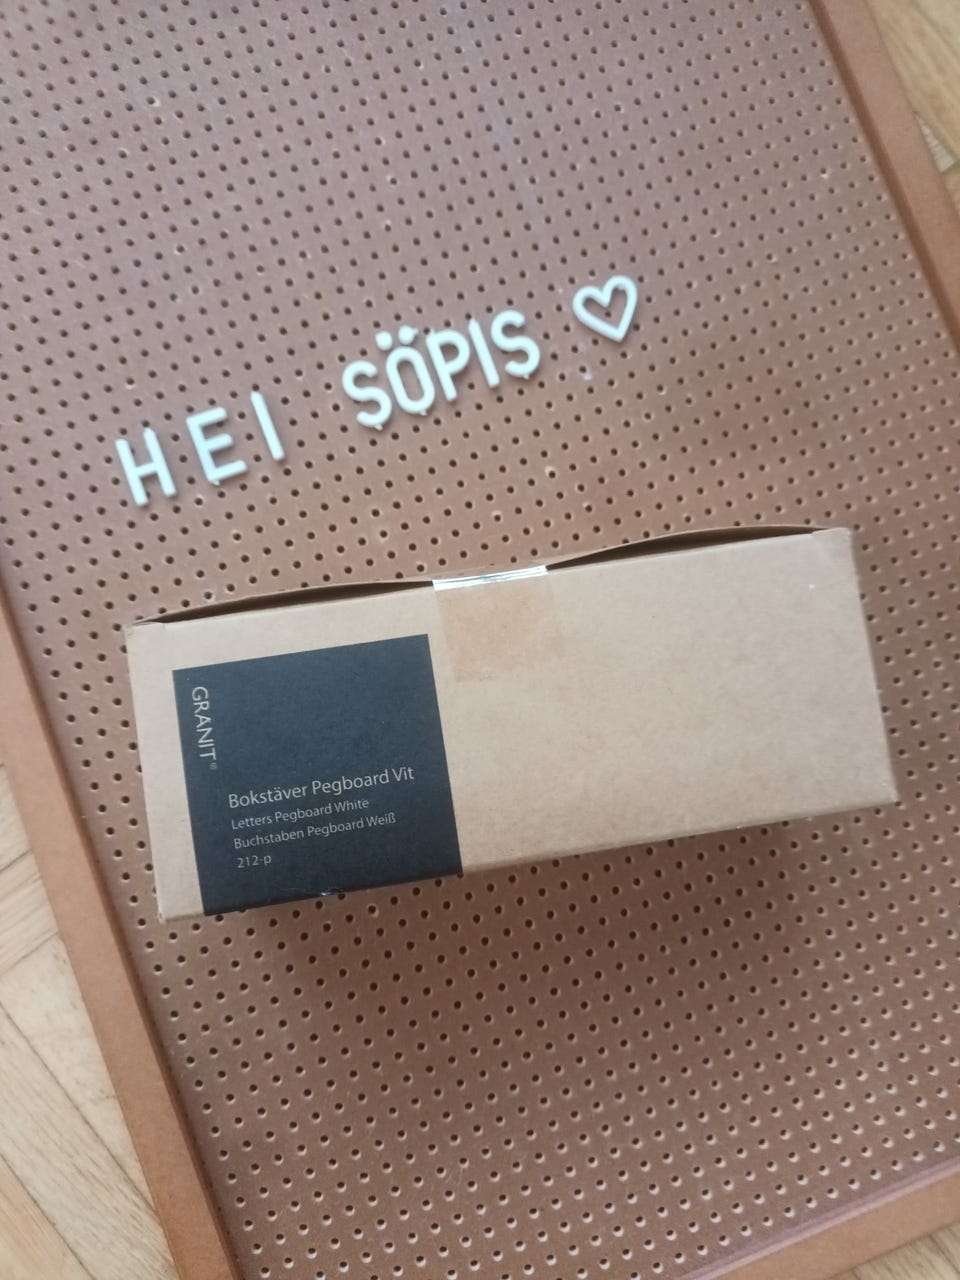 HEI SÖPIS ♡
GRANIT®
Bokstäver Pegboard Vit
Letters Pegboard White
Buchstaben Pegboard Weiß
212-p